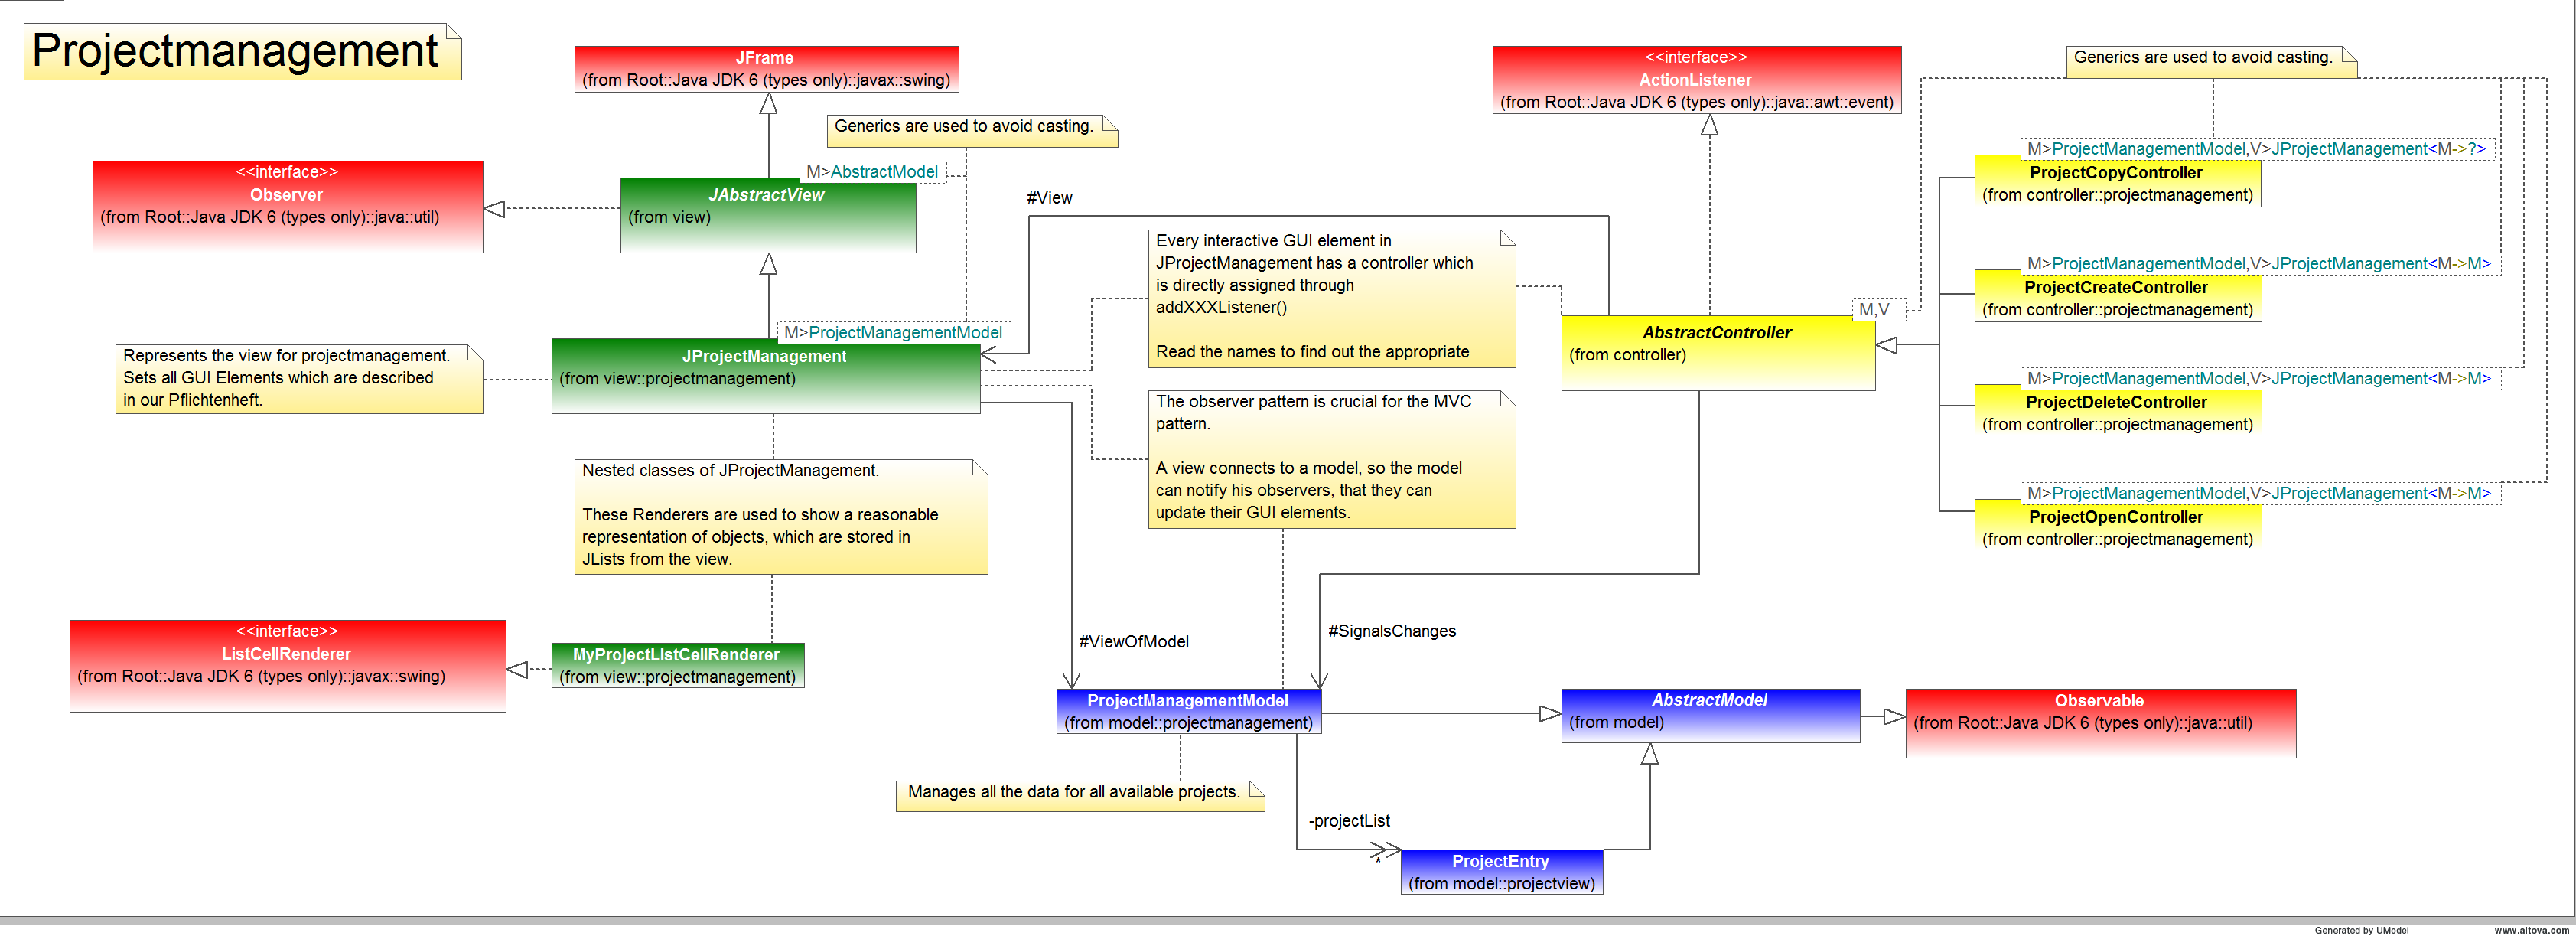 Projectmanagement
JFrame
(from Root::Java JDK 6 (types only)::javax::swing)
Generics are used to avoid casting.
<<interface>>
Observer
(from Root::Java JDK 6 (types only)::java::util)
M>AbstractModel
JAbstractView
(from view)
#View
<<interface>>
ActionListener
(from Root::Java JDK 6 (types only)::java::awt::event)
Generics are used to avoid casting.
M>ProjectManagementModel,V>JProjectManagement<M->?>
ProjectCopyController
(from controller::projectmanagement)
M>ProjectManagementModel,V>JProjectManagement<M->M>
ProjectCreateController
(from controller::projectmanagement)
M>ProjectManagementModel,V>JProjectManagement<M->M>
ProjectDeleteController
(from controller::projectmanagement)
M>ProjectManagementModel,V>JProjectManagement<M->M>
ProjectOpenController
(from controller::projectmanagement)
Every interactive GUI element in
JProjectManagement has a controller which
is directly assigned through
addXXXListener()
Read the names to find out the appropriate
M,V
AbstractController
(from controller)
M>ProjectManagementModel
JProjectManagement
(from view::projectmanagement)
Represents the view for projectmanagement.
Sets all GUI Elements which are described
in our Pflichtenheft.
The observer pattern is crucial for the MVC
pattern.
A view connects to a model, so the model
can notify his observers, that they can
update their GUI elements.
Nested classes of JProjectManagement.
These Renderers are used to show a reasonable
representation of objects, which are stored in
JLists from the view.
<<interface>>
ListCellRenderer
(from Root::Java JDK 6 (types only)::javax::swing)
MyProjectListCellRenderer
(from view::projectmanagement)
#ViewOfModel
#SignalsChanges
ProjectManagementModel
(from model::projectmanagement)
AbstractModel
(from model)
Observable
(from Root::Java JDK 6 (types only)::java::util)
Manages all the data for all available projects.
-projectList
*
ProjectEntry
(from model::projectview)
Generated by UModel
www.altova.com